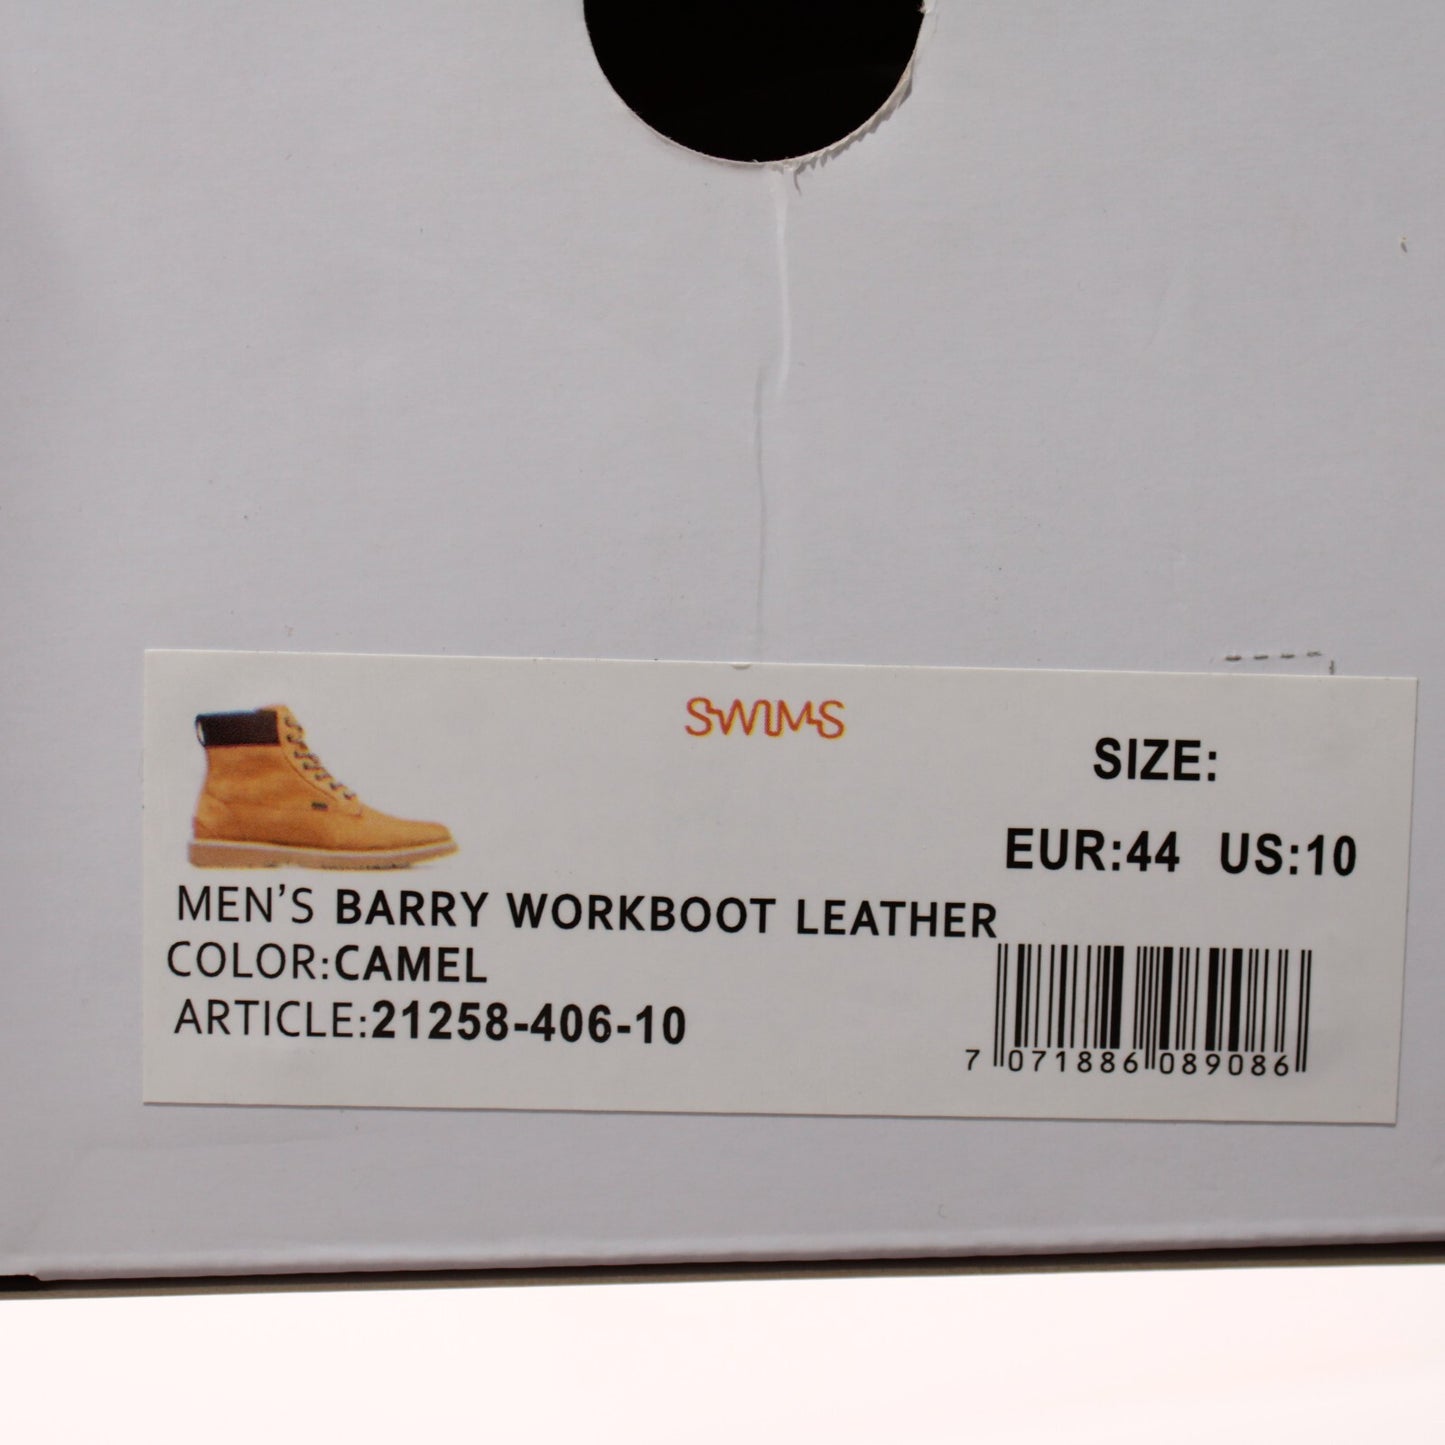 SWIMS
SIZE:
EUR:44 US:10
MEN'S BARRY WORKBOOT LEATHER
COLOR:CAMEL
ARTICLE:21258-406-10
7 071886 089086